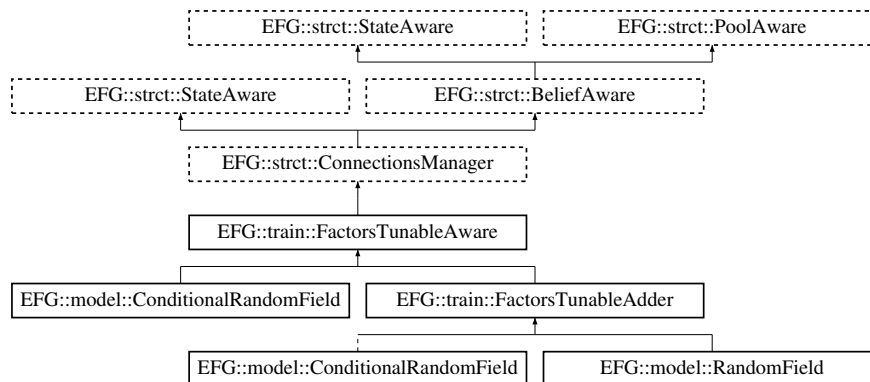 EFG::strct::StateAware
EFG::strct::PoolAware
EFG::strct::StateAware
EFG::strct::BeliefAware
EFG::strct::ConnectionsManager
EFG::train::FactorsTunableAware
EFG::model::ConditionalRandomField
EFG::train::FactorsTunableAdder
EFG::model::ConditionalRandomField
EFG::model::RandomField